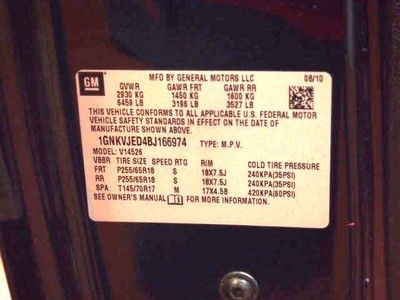 GM
MFD BY GENERAL MOTORS LLC 08/10
GVWR GAWR FRT GAWR RR
2930 KG 1450 KG 1600 KG
6459 LB 3196 LB 3527 LB
THIS VEHICLE CONFORMS TO ALL APPLICABLE U.S. FEDERAL MOTOR
VEHICLE SAFETY STANDARDS IN EFFECT ON THE DATE OF
MANUFACTURE SHOWN ABOVE.
1GNKVJED4BJ166974 TYPE: M.P.V.
MODEL: V14526
VBBR TIRE SIZE SPEED RTG RIM COLD TIRE PRESSURE
FRT P255/65R18 S 18X7.5J 240KPA(35PSI)
RR P255/65R18 S 18X7.5J 240KPA(35PSI)
SPA T145/70R17 M 17X4.5B 420KPA(60PSI)
SEE OWNER'S MANUAL FOR MORE INFORMATION.